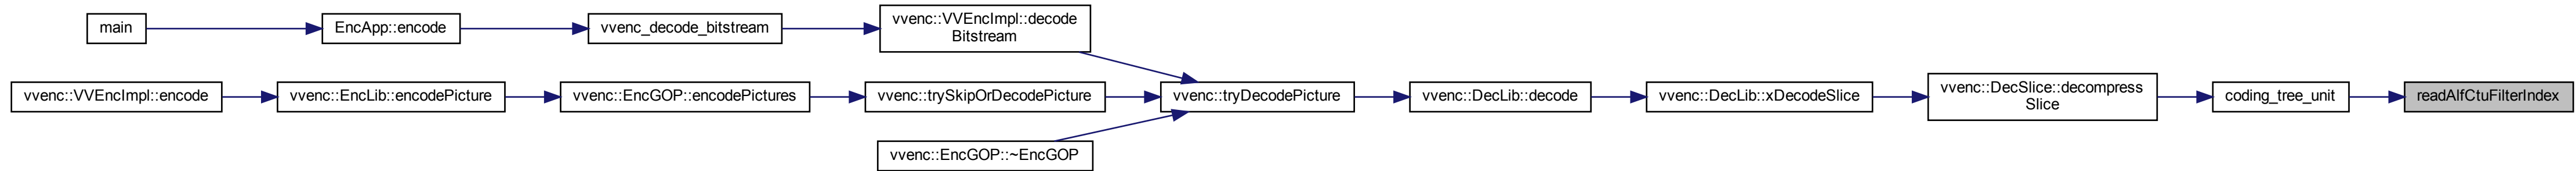 main
EncApp::encode
vvenc_decode_bitstream
vvenc::VVEncImpl::decode
Bitstream
vvenc::VVEncImpl::encode
vvenc::EncLib::encodePicture
vvenc::EncGOP::encodePictures
vvenc::trySkipOrDecodePicture
vvenc::tryDecodePicture
vvenc::DecLib::decode
vvenc::DecLib::xDecodeSlice
vvenc::DecSlice::decompress
Slice
coding_tree_unit
readAlfCtuFilterIndex
vvenc::EncGOP::~EncGOP